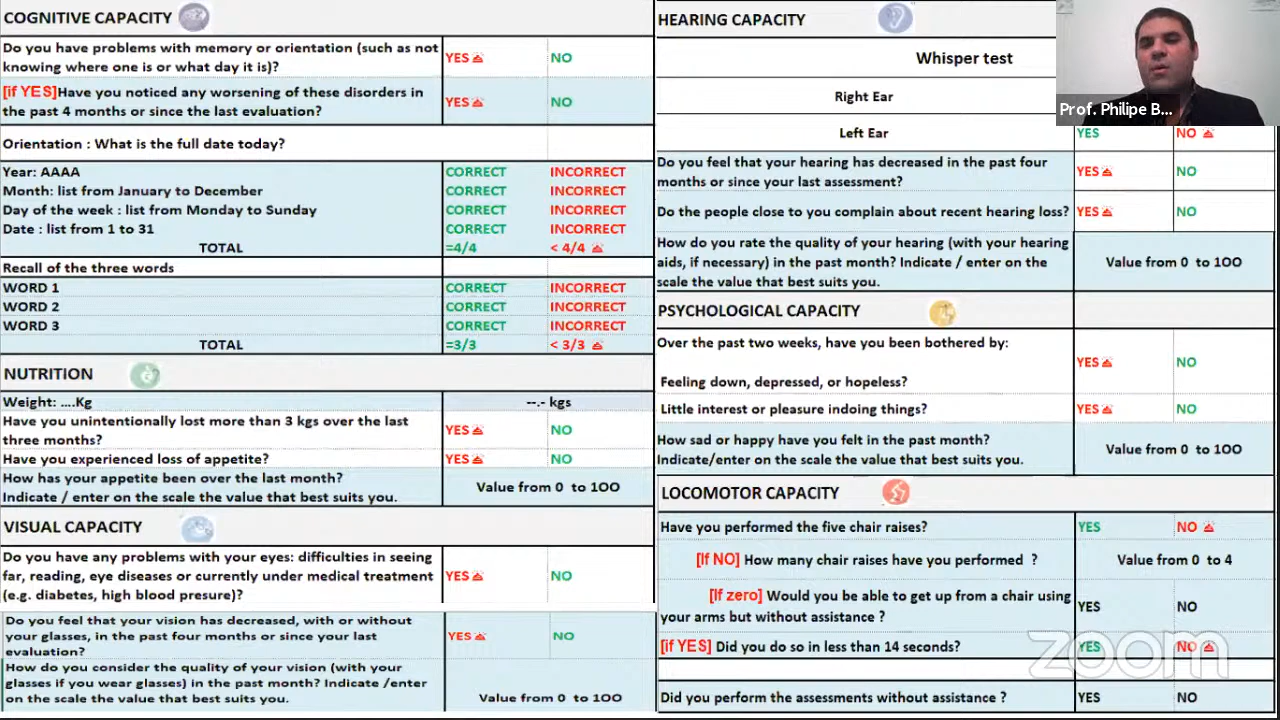 COGNITIVE CAPACITY
Do you have problems with memory or orientation (such as not
knowing where one is or what day it is)?
YES NO
[if YES]Have you noticed any worsening of these disorders in
the past 4 months or since the last evaluation?
YES NO
Orientation : What is the full date today?
Year: AAAA CORRECT INCORRECT
Month: list from January to December CORRECT INCORRECT
Day of the week : list from Monday to Sunday CORRECT INCORRECT
Date : list from 1 to 31 CORRECT INCORRECT
TOTAL =4/4 < 4/4
Recall of the three words
WORD 1 CORRECT INCORRECT
WORD 2 CORRECT INCORRECT
WORD 3 CORRECT INCORRECT
TOTAL =3/3 < 3/3
NUTRITION
Weight: ....Kg --.- kgs
Have you unintentionally lost more than 3 kgs over the last
three months?
YES NO
Have you experienced loss of appetite? YES NO
How has your appetite been over the last month?
Indicate / enter on the scale the value that best suits you.
Value from 0 to 1OO
VISUAL CAPACITY
Do you have any problems with your eyes: difficulties in seeing
far, reading, eye diseases or currently under medical treatment
(e.g. diabetes, high blood presure)?
YES NO
Do you feel that your vision has decreased, with or without
your glasses, in the past four months or since your last
evaluation?
YES NO
How do you consider the quality of your vision (with your
glasses if you wear glasses) in the past month? Indicate /enter
on the scale the value that best suits you.
Value from 0 to 1OO
HEARING CAPACITY
Whisper test
Right Ear
Left Ear YES NO
Do you feel that your hearing has decreased in the past four
months or since your last assessment?
YES NO
Do the people close to you complain about recent hearing loss? YES NO
How do you rate the quality of your hearing (with your hearing
aids, if necessary) in the past month? Indicate / enter on the
scale the value that best suits you.
Value from 0 to 1OO
PSYCHOLOGICAL CAPACITY
Over the past two weeks, have you been bothered by:
Feeling down, depressed, or hopeless?
YES NO
Little interest or pleasure indoing things? YES NO
How sad or happy have you felt in the past month?
Indicate/enter on the scale the value that best suits you.
Value from 0 to 1OO
LOCOMOTOR CAPACITY
Have you performed the five chair raises? YES NO
[If NO] How many chair raises have you performed ? Value from 0 to 4
[If zero] Would you be able to get up from a chair using
your arms but without assistance ?
YES NO
[if YES] Did you do so in less than 14 seconds? YES NO
Did you perform the assessments without assistance ? YES NO
Prof. Philipe B...
zoom